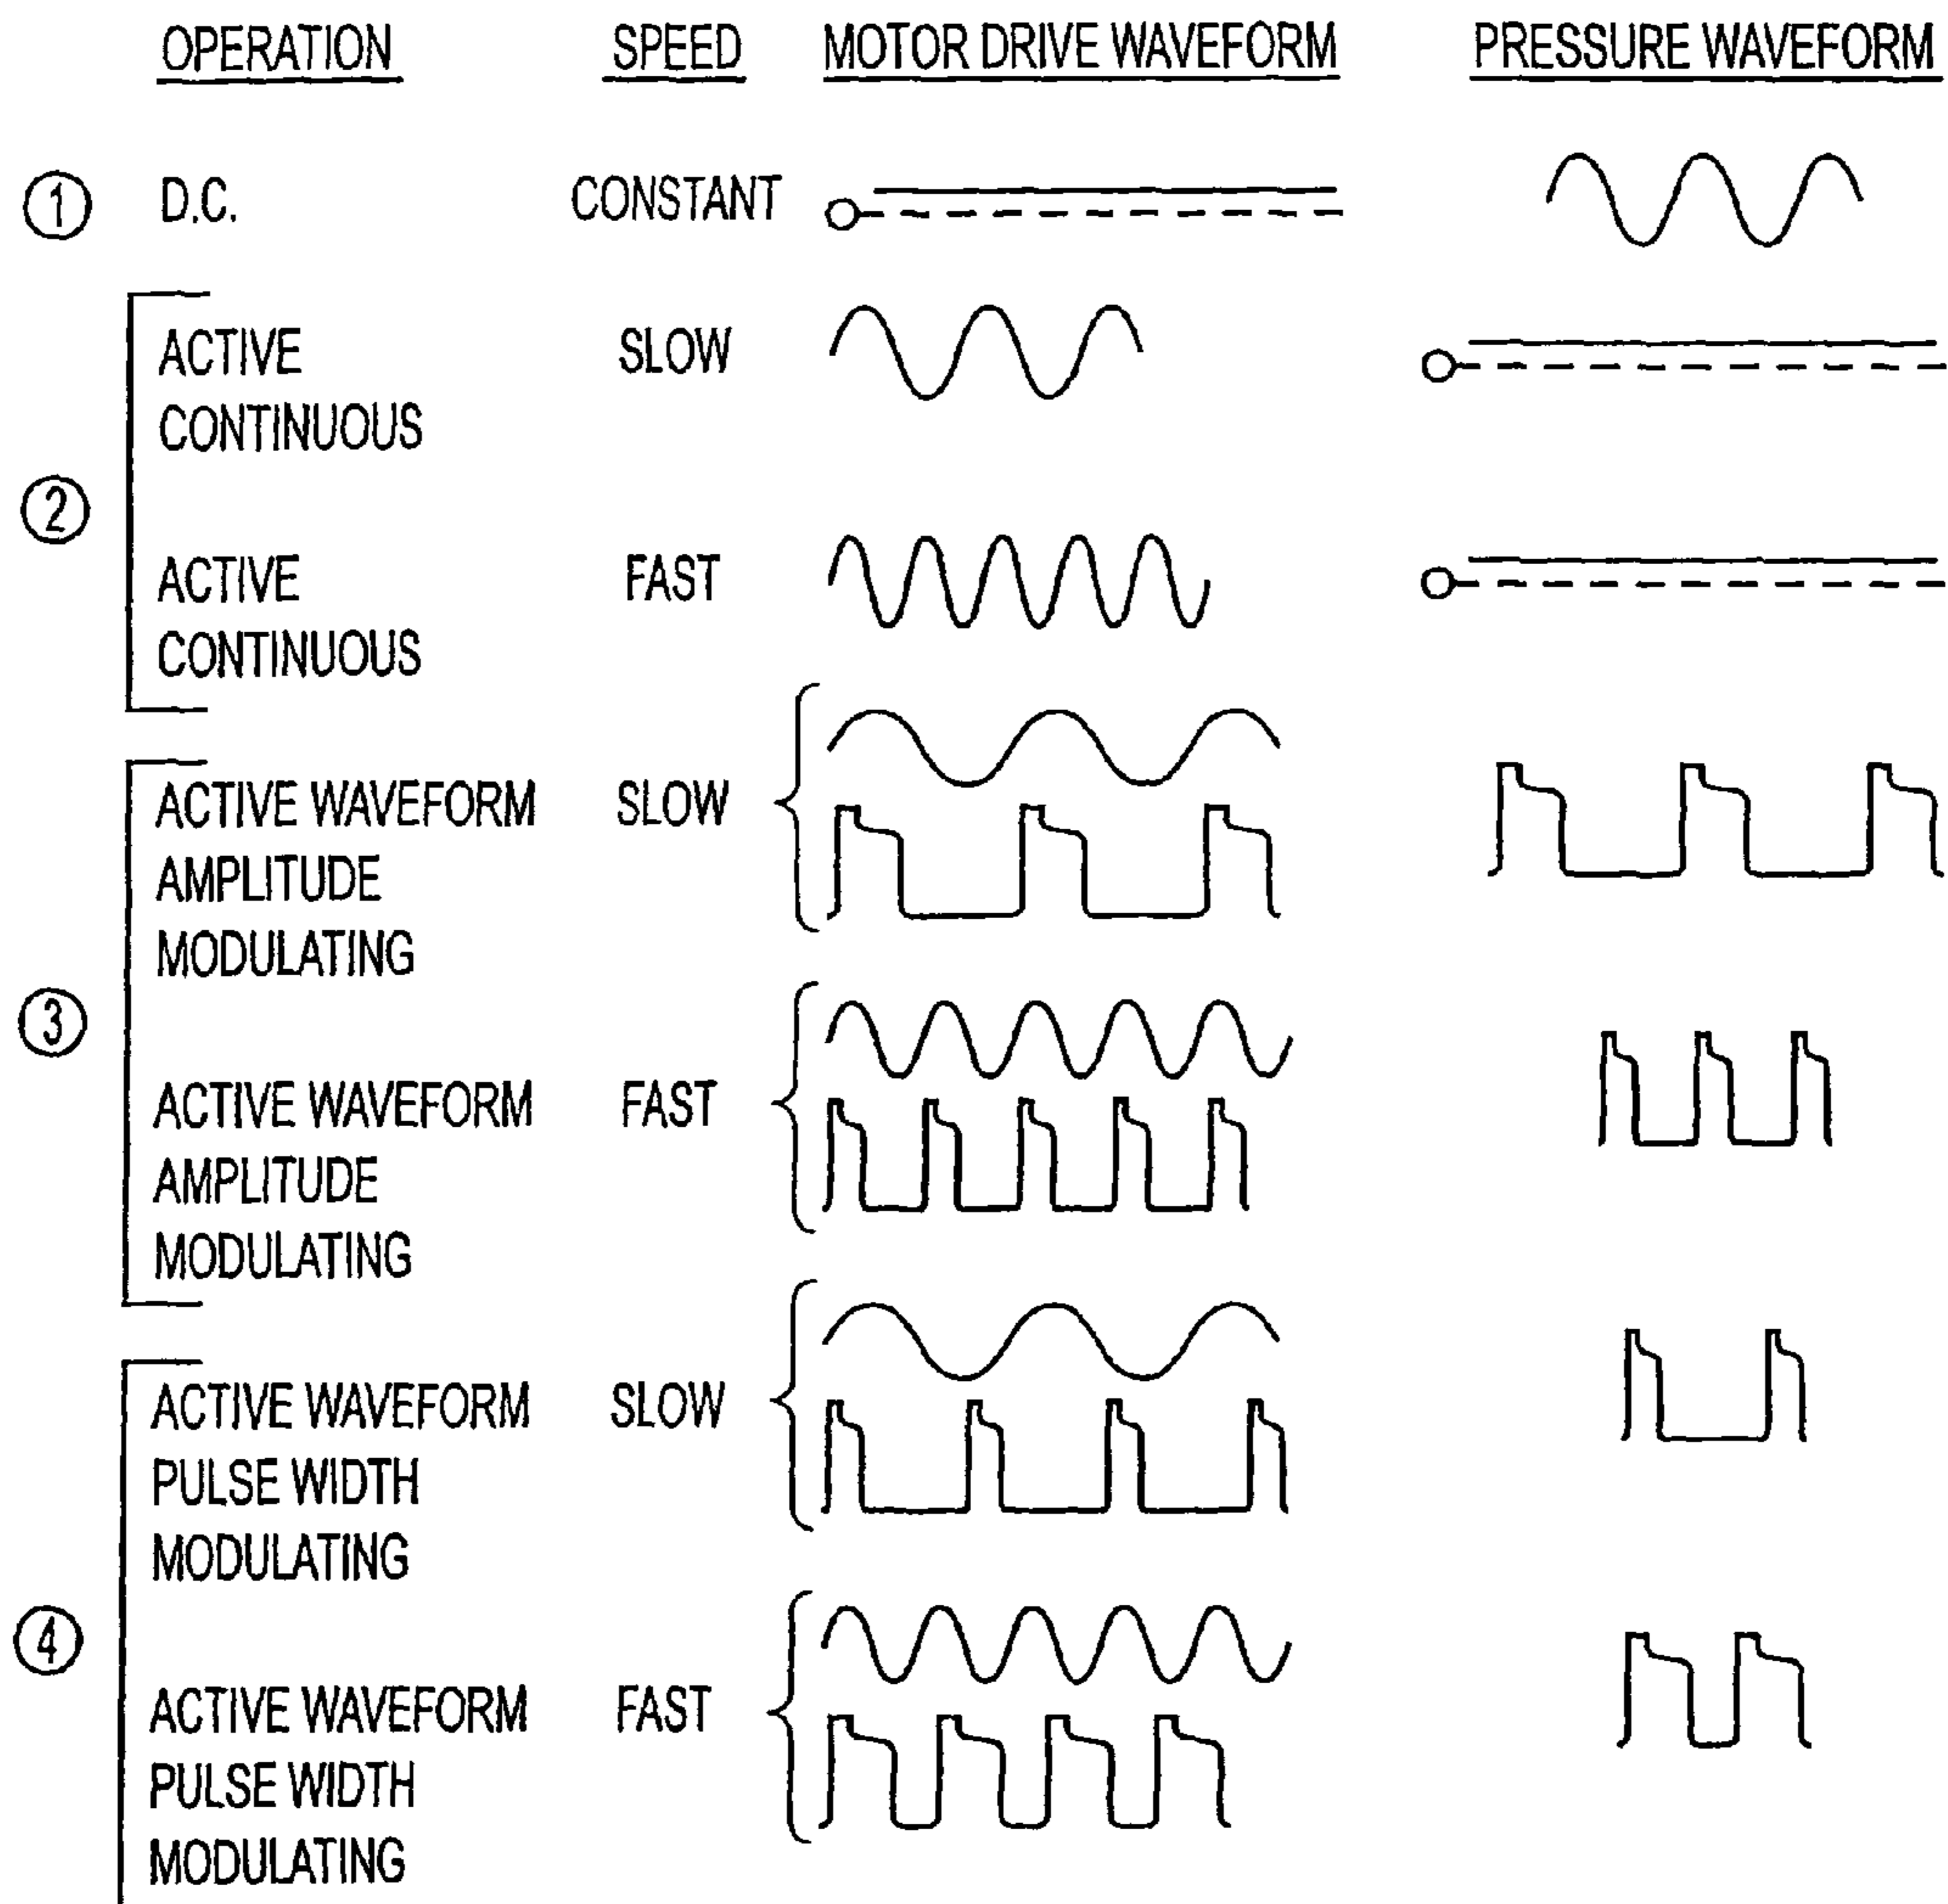 OPERATION SPEED MOTOR DRIVE WAVEFORM PRESSURE WAVEFORM
1 D.C. CONSTANT
2
ACTIVE SLOW
CONTINUOUS
ACTIVE FAST
CONTINUOUS
3
ACTIVE WAVEFORM SLOW
AMPLITUDE
MODULATING
ACTIVE WAVEFORM FAST
AMPLITUDE
MODULATING
4
ACTIVE WAVEFORM SLOW
PULSE WIDTH
MODULATING
ACTIVE WAVEFORM FAST
PULSE WIDTH
MODULATING